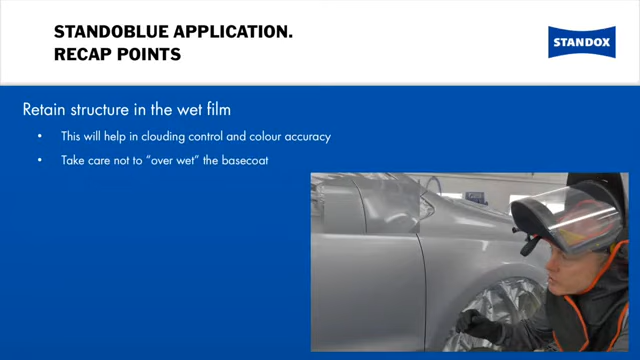 STANDOBLUE APPLICATION.
RECAP POINTS
STANDOX
Retain structure in the wet film
• This will help in clouding control and colour accuracy
• Take care not to “over wet” the basecoat